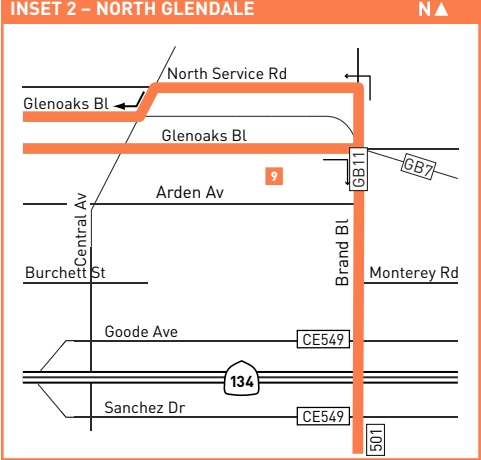 INSET 2 – NORTH GLENDALE
N
North Service Rd
Glenoaks Bl
Glenoaks Bl
GB11
GB7
9
Arden Av
Central Av
Brand Bl
Burchett St
Monterey Rd
Goode Ave
CE549
134
Sanchez Dr
CE549
501